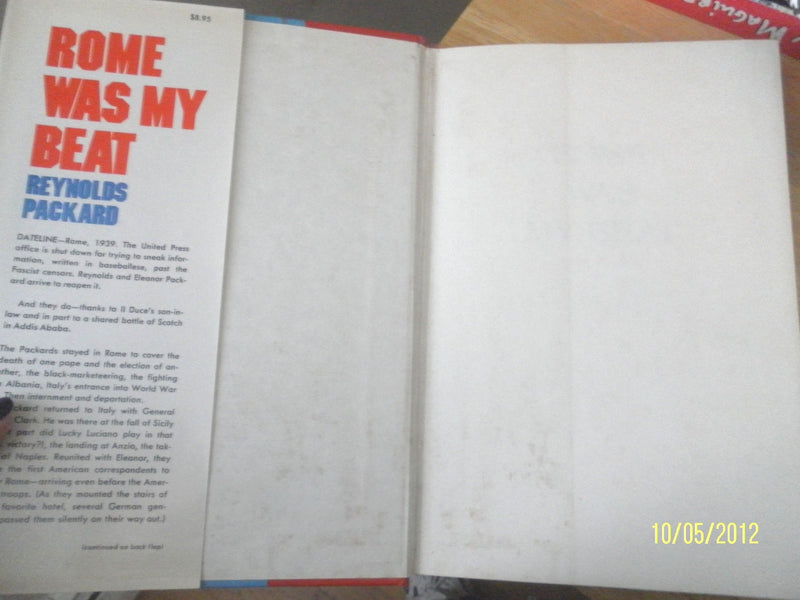 $8.95
ROME
WAS MY
BEAT
REYNOLDS
PACKARD
DATELINE—Rome, 1939. The United Press
office is shut down for trying to sneak infor-
mation, written in baseballese, past the
Fascist censors. Reynolds and Eleanor Pack-
ard arrive to reopen it.
And they do—thanks to Il Duce's son-in-
law and in part to a shared bottle of Scotch
in Addis Ababa.
The Packards stayed in Rome to cover the
death of one pope and the election of an-
other, the black-marketeering, the fighting
Albania, Italy's entrance into World War
Then internment and deportation.
ckard returned to Italy with General
Clark. He was there at the fall of Sicily
part did Lucky Luciano play in that
victory?), the landing at Anzio, the tak-
of Naples. Reunited with Eleanor, they
the first American correspondents to
Rome—arriving even before the Amer-
troops. (As they mounted the stairs of
favorite hotel, several German gen-
passed them silently on their way out.)
(continued on back flap)
MAGUIRE
10/05/2012